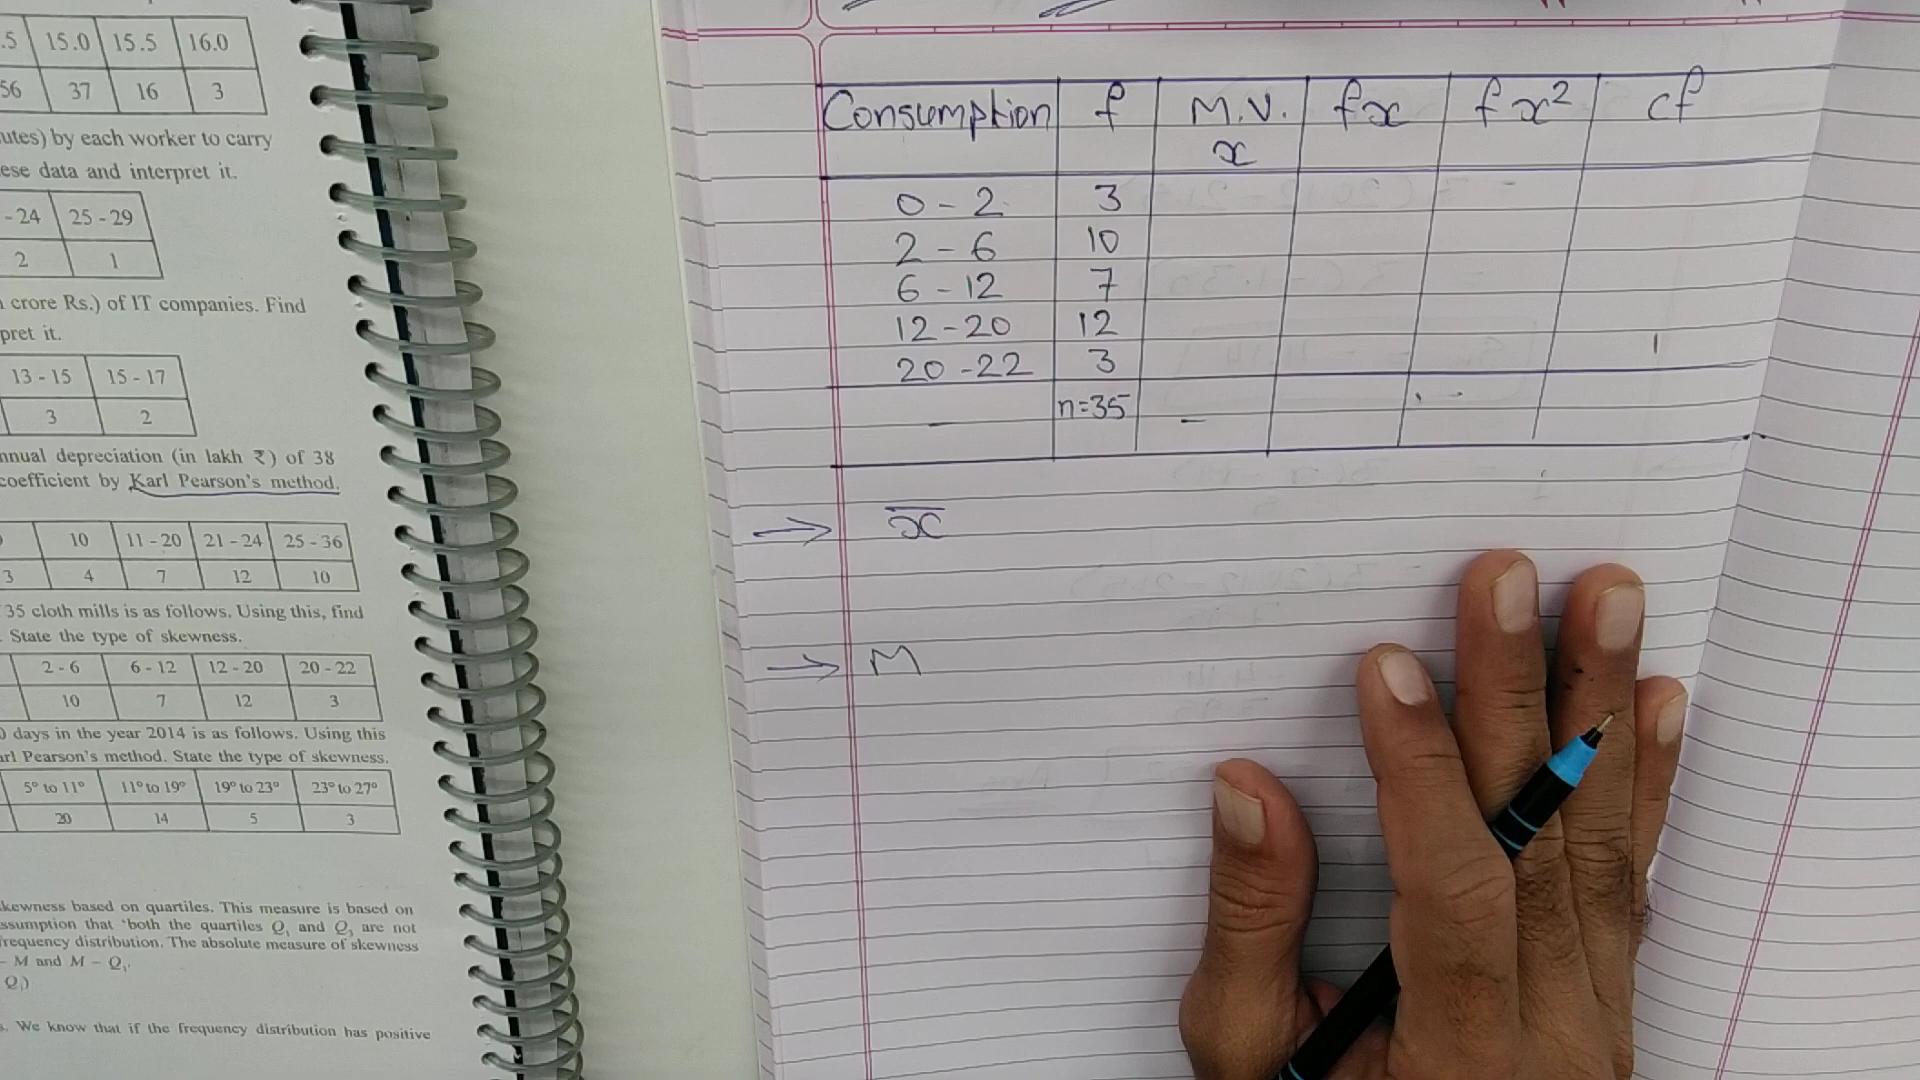 .5 15.0 15.5 16.0
56 37 16 3
utes) by each worker to carry
ese data and interpret it.
- 24 25 - 29
2 1
crore Rs.) of IT companies. Find
pret it.
13 - 15 15 - 17
3 2
nnual depreciation (in lakh ₹) of 38
coefficient by Karl Pearson's method.
10 11 - 20 21 - 24 25 - 36
3 4 7 12 10
35 cloth mills is as follows. Using this, find
State the type of skewness.
2 - 6 6 - 12 12 - 20 20 - 22
10 7 12 3
0 days in the year 2014 is as follows. Using this
arl Pearson's method. State the type of skewness.
5° to 11° 11° to 19° 19° to 23° 23° to 27°
20 14 5 3
skewness based on quartiles. This measure is based on
ssumption that 'both the quartiles Q₁ and Q₃ are not
frequency distribution. The absolute measure of skewness
– M and M – Q₁.
Q₁)
s. We know that if the frequency distribution has positive
Consumption f M.V. x fx fx² cf
0 - 2 3
2 - 6 10
6 - 12 7
12 - 20 12
20 - 22 3
n=35
→ x̄
→ M